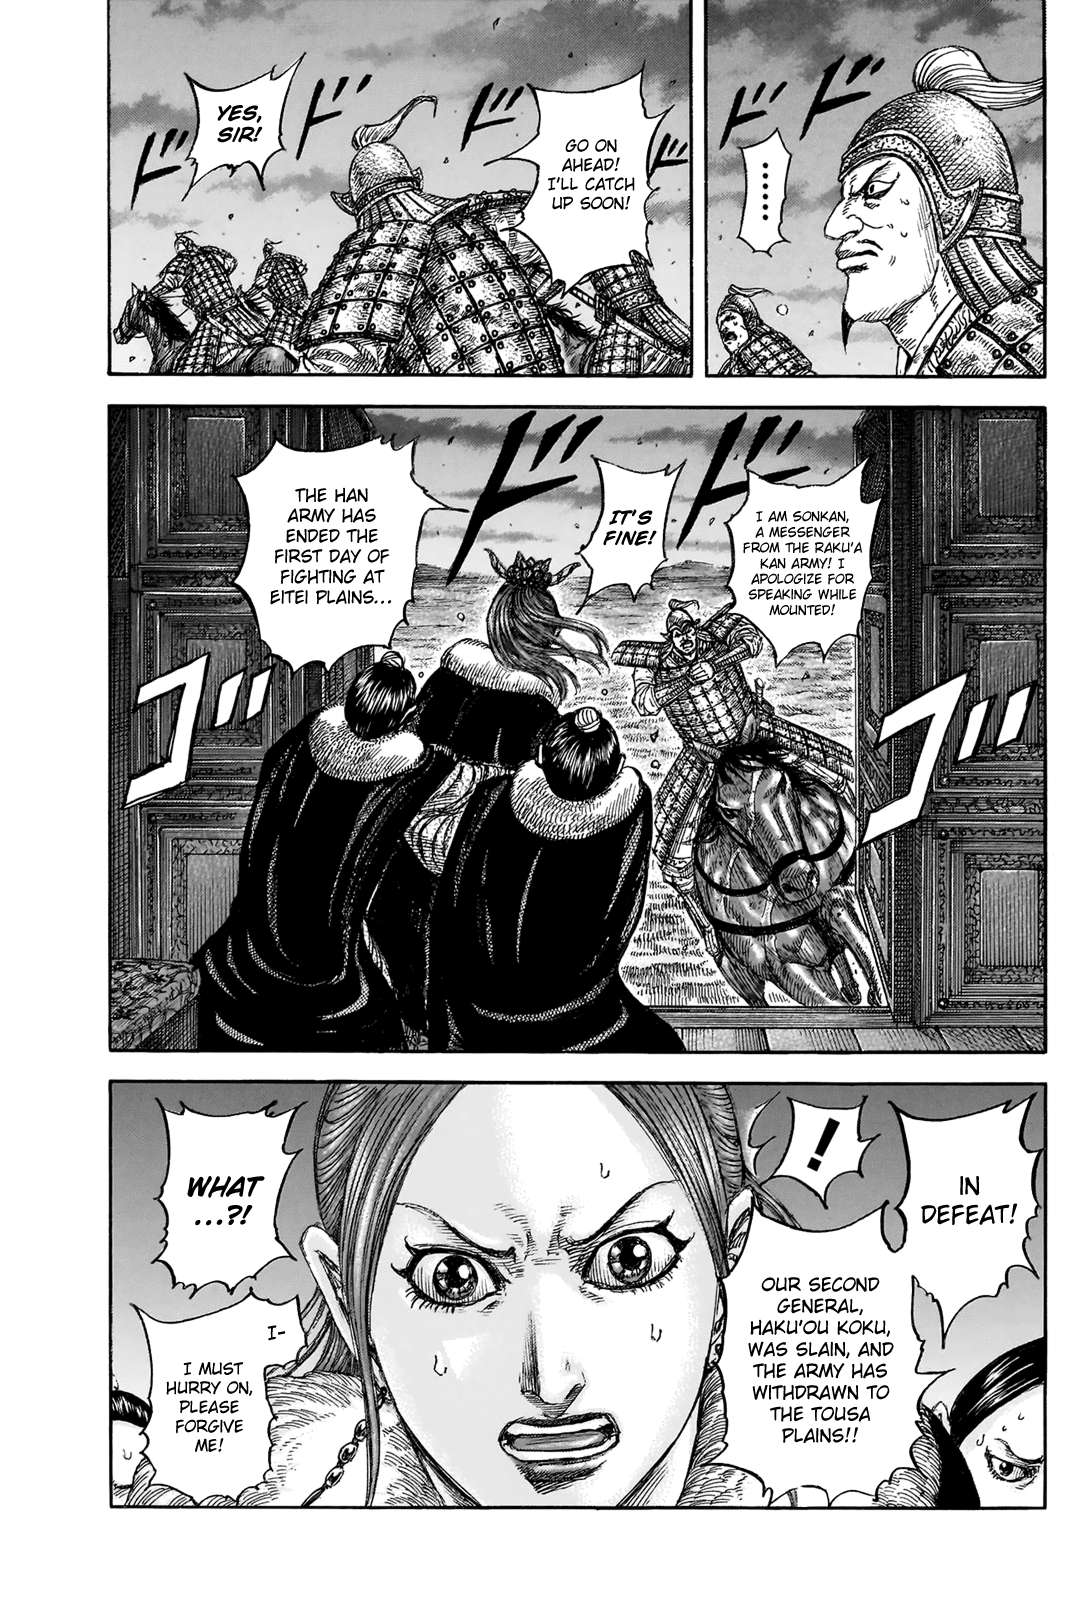 ......
GO ON
AHEAD!
I'LL CATCH
UP SOON!
YES,
SIR!
ドドド
ドド
I AM SONKAN,
A MESSENGER
FROM THE RAKU'A
KAN ARMY! I
APOLOGIZE FOR
SPEAKING WHILE
MOUNTED!
IT'S
FINE!
THE HAN
ARMY HAS
ENDED THE
FIRST DAY OF
FIGHTING AT
EITEI PLAINS...
ドド
ゴ
ゴ
IN
DEFEAT!
!
OUR SECOND
GENERAL,
HAKU'OU KOKU,
WAS SLAIN, AND
THE ARMY HAS
WITHDRAWN TO
THE TOUSA
PLAINS!!
WHAT
...?!
I-
I MUST
HURRY ON,
PLEASE
FORGIVE
ME!